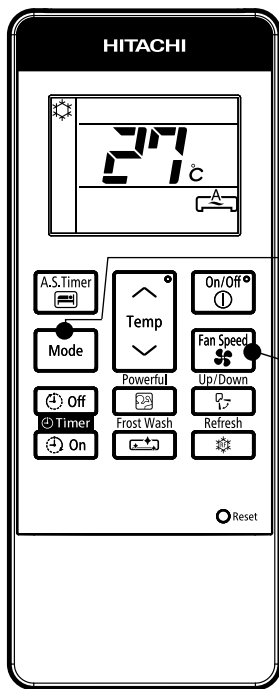 HITACHI
27°C
A
A.S.Timer
Temp
On/Off
Mode
Fan Speed
Off
Powerful
Up/Down
Timer
Frost Wash
Refresh
On
Reset